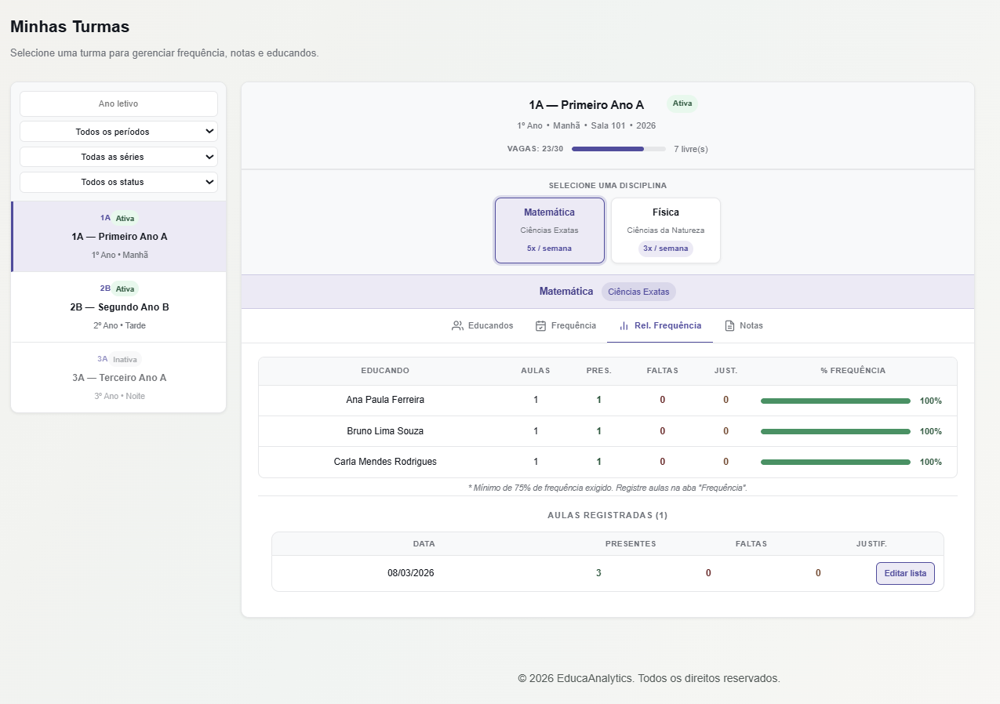 Minhas Turmas
Selecione uma turma para gerenciar frequência, notas e educandos.
Ano letivo
Todos os períodos
Todas as séries
Todos os status
1A Ativa
1A — Primeiro Ano A
1º Ano • Manhã
2B Ativa
2B — Segundo Ano B
2º Ano • Tarde
3A Inativa
3A — Terceiro Ano A
3º Ano • Noite
1A — Primeiro Ano A Ativa
1º Ano • Manhã • Sala 101 • 2026
VAGAS: 23/30 7 livre(s)
SELECIONE UMA DISCIPLINA
Matemática
Ciências Exatas
5x / semana
Física
Ciências da Natureza
3x / semana
Matemática Ciências Exatas
Educandos Frequência Rel. Frequência Notas
EDUCANDO AULAS PRES. FALTAS JUST. % FREQUÊNCIA
Ana Paula Ferreira 1 1 0 0 100%
Bruno Lima Souza 1 1 0 0 100%
Carla Mendes Rodrigues 1 1 0 0 100%
* Mínimo de 75% de frequência exigido. Registre aulas na aba "Frequência".
AULAS REGISTRADAS (1)
DATA PRESENTES FALTAS JUSTIF.
08/03/2026 3 0 0 Editar lista
© 2026 EducaAnalytics. Todos os direitos reservados.